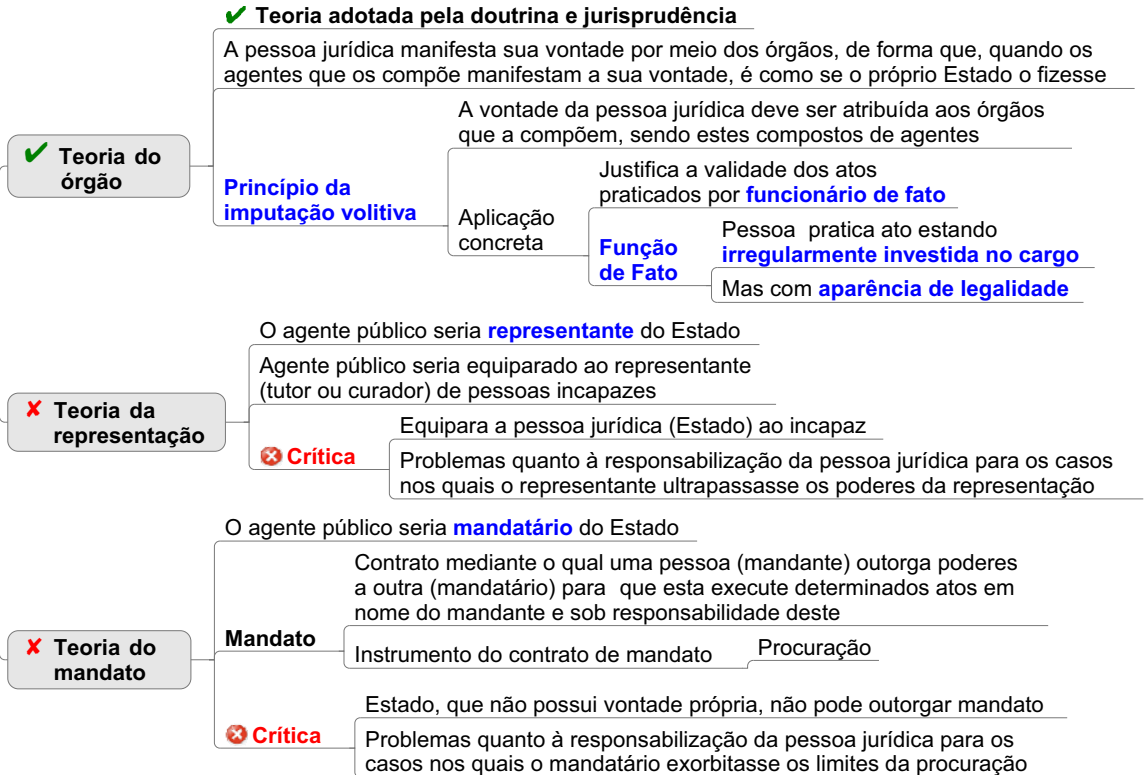 ✔ Teoria adotada pela doutrina e jurisprudência
A pessoa jurídica manifesta sua vontade por meio dos órgãos, de forma que, quando os
agentes que os compõe manifestam a sua vontade, é como se o próprio Estado o fizesse
✔ Teoria do
órgão
Princípio da
imputação volitiva
A vontade da pessoa jurídica deve ser atribuída aos órgãos
que a compõem, sendo estes compostos de agentes
Aplicação
concreta
Justifica a validade dos atos
praticados por funcionário de fato
Função
de Fato
Pessoa pratica ato estando
irregularmente investida no cargo
Mas com aparência de legalidade
✘ Teoria da
representação
O agente público seria representante do Estado
Agente público seria equiparado ao representante
(tutor ou curador) de pessoas incapazes
Crítica
Equipara a pessoa jurídica (Estado) ao incapaz
Problemas quanto à responsabilização da pessoa jurídica para os casos
nos quais o representante ultrapassasse os poderes da representação
✘ Teoria do
mandato
O agente público seria mandatário do Estado
Mandato
Contrato mediante o qual uma pessoa (mandante) outorga poderes
a outra (mandatário) para que esta execute determinados atos em
nome do mandante e sob responsabilidade deste
Instrumento do contrato de mandato
Procuração
Crítica
Estado, que não possui vontade própria, não pode outorgar mandato
Problemas quanto à responsabilização da pessoa jurídica para os
casos nos quais o mandatário exorbitasse os limites da procuração